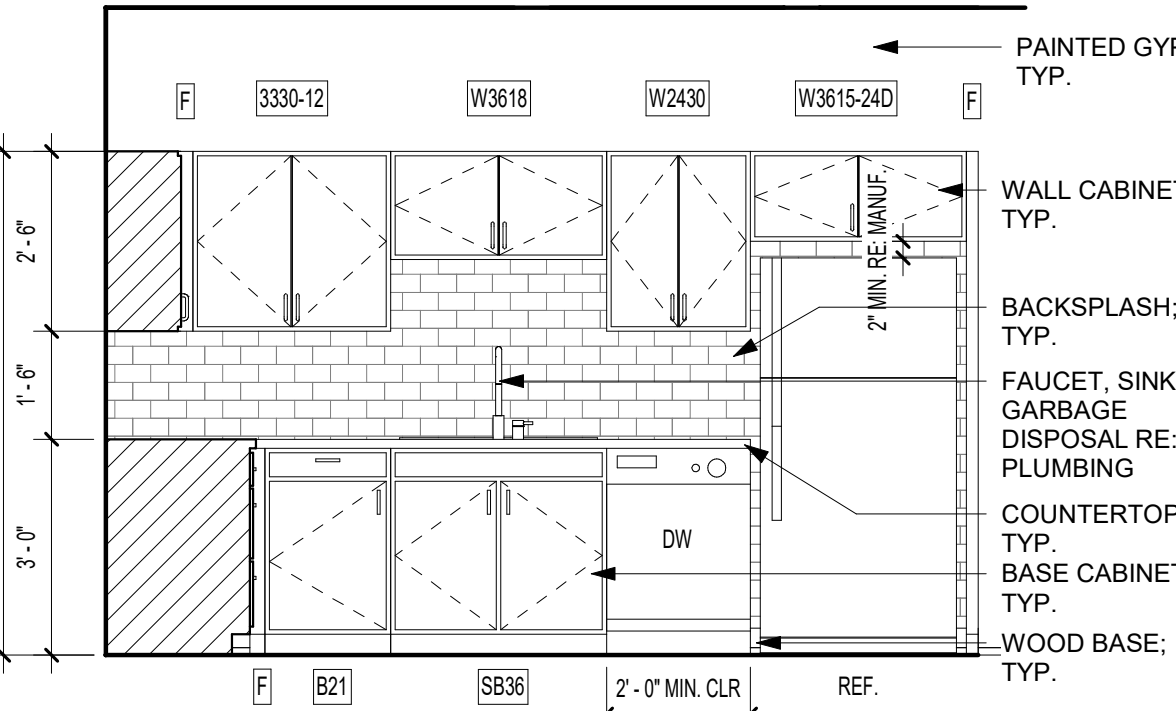 PAINTED GYP
TYP.
F
3330-12
W3618
W2430
W3615-24D
F
WALL CABINET
TYP.
2" MIN. RE: MANUF.
2' - 6"
BACKSPLASH;
TYP.
1' - 6"
FAUCET, SINK
GARBAGE
DISPOSAL RE:
PLUMBING
COUNTERTOP
TYP.
3' - 0"
DW
BASE CABINET
TYP.
WOOD BASE;
TYP.
F
B21
SB36
2' - 0" MIN. CLR
REF.